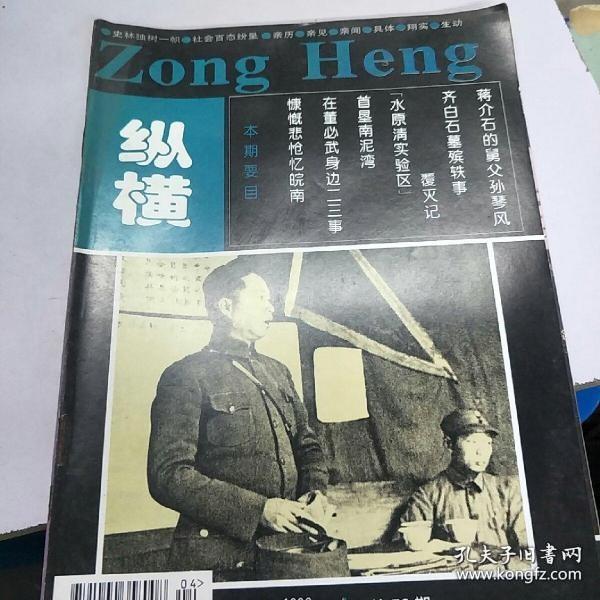 ●史林独树一帜●社会百态纷呈●亲历●亲见●亲闻●具体●翔实●生动
Zong Heng
纵横
蒋介石的舅父孙琴风
齐白石墓殡轶事
「水原清实验区」覆灭记
首垦南泥湾
在董必武身边二三事
慷慨悲怆忆皖南
本期要目
04>
孔夫子旧书网
www.kongfz.com